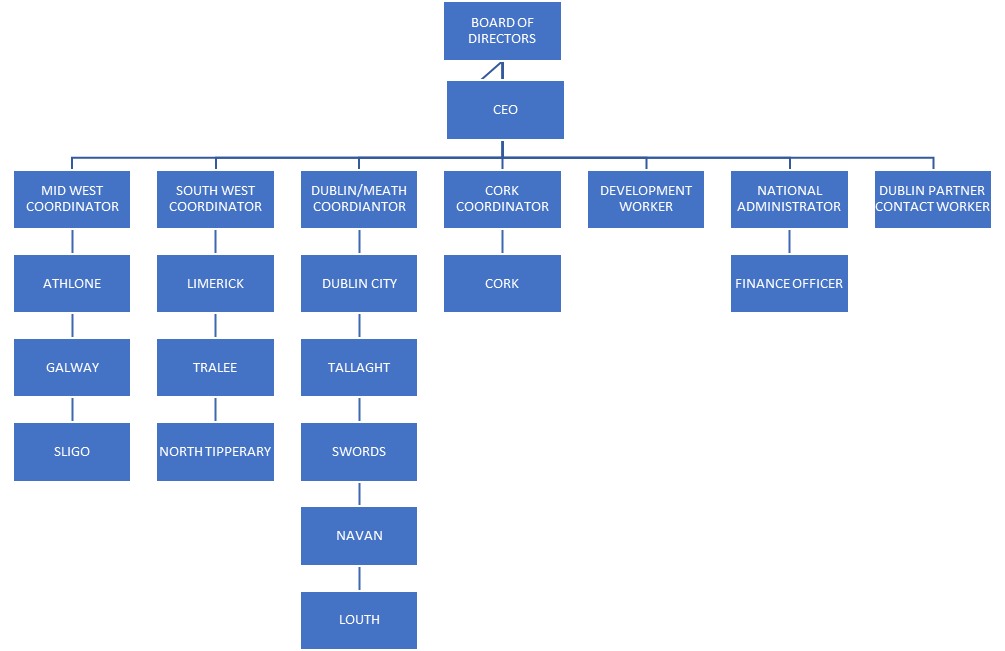 BOARD OF
DIRECTORS
CEO
MID WEST
COORDINATOR
SOUTH WEST
COORDINATOR
DUBLIN/MEATH
COORDIANTOR
CORK
COORDINATOR
DEVELOPMENT
WORKER
NATIONAL
ADMINISTRATOR
DUBLIN PARTNER
CONTACT WORKER
ATHLONE
LIMERICK
DUBLIN CITY
CORK
FINANCE OFFICER
GALWAY
TRALEE
TALLAGHT
SLIGO
NORTH TIPPERARY
SWORDS
NAVAN
LOUTH